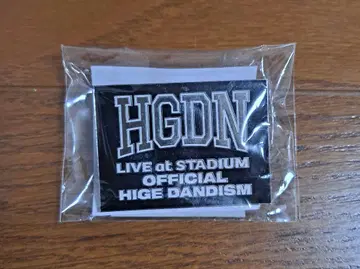 HGDN
LIVE at STADIUM
OFFICIAL
HIGE DANDISM